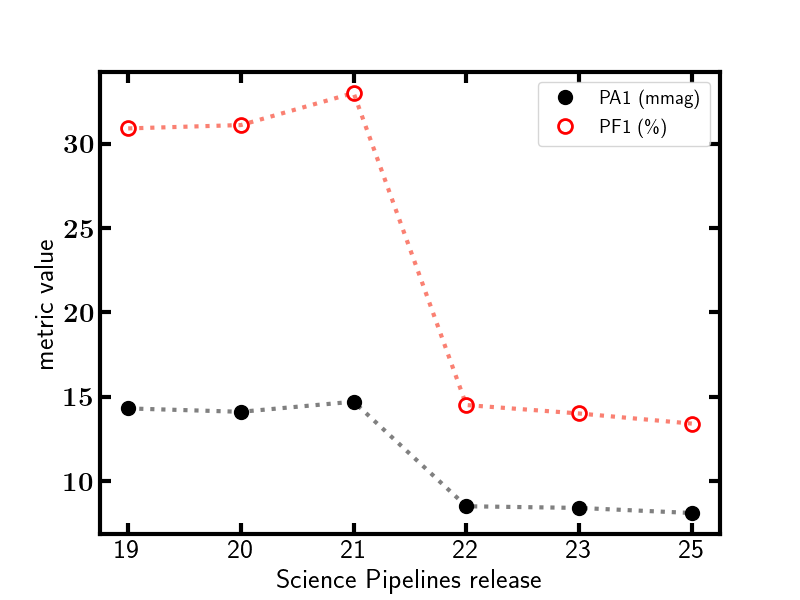 PA1 (mmag)
PF1 (%)
30
25
20
15
10
metric value
19 20 21 22 23 25
Science Pipelines release